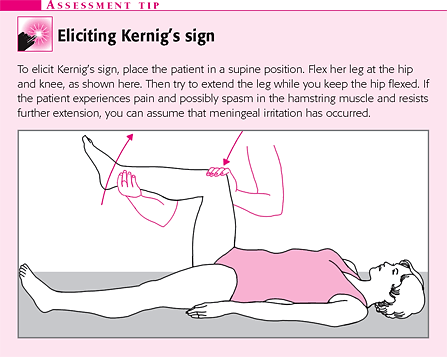 ASSESSMENT TIP
Eliciting Kernig's sign
To elicit Kernig's sign, place the patient in a supine position. Flex her leg at the hip
and knee, as shown here. Then try to extend the leg while you keep the hip flexed. If
the patient experiences pain and possibly spasm in the hamstring muscle and resists
further extension, you can assume that meningeal irritation has occurred.